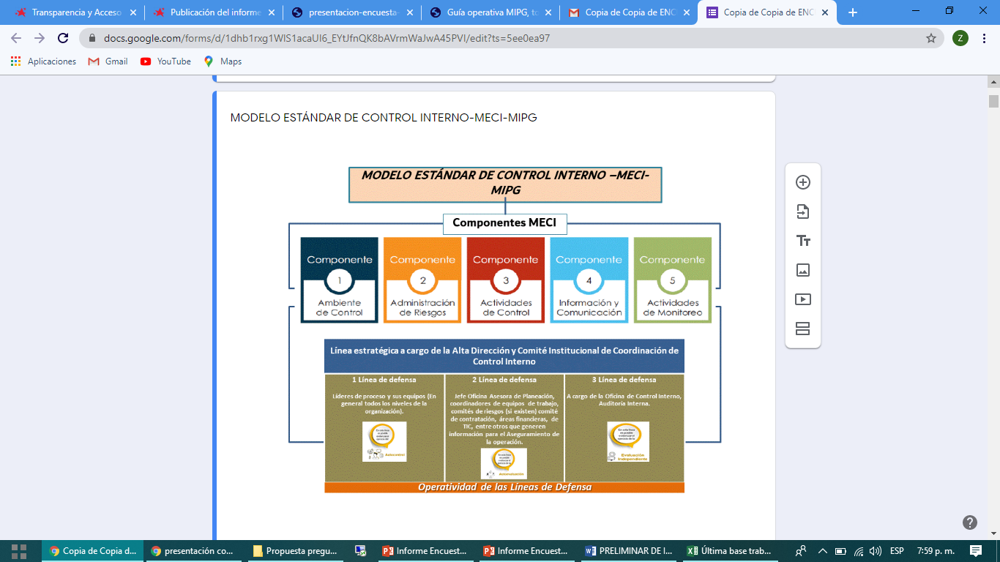 Transparencia y Acceso
Publicación del informe
presentacion-encuesta-
Guía operativa MIPG, to
Copia de Copia de ENC
Copia de Copia de ENC
docs.google.com/forms/d/1dhb1rxg1WlS1acaUI6_EYtJfnQK8bAVrmWaJwA45PVI/edit?ts=5ee0ea97
Z
Aplicaciones
Gmail
YouTube
Maps
MODELO ESTÁNDAR DE CONTROL INTERNO-MECI-MIPG
MODELO ESTÁNDAR DE CONTROL INTERNO –MECI-
MIPG
Componentes MECI
Componente
1
Ambiente
de Control
Componente
2
Administración
de Riesgos
Componente
3
Actividades
de Control
Componente
4
Información y
Comunicación
Componente
5
Actividades
de Monitoreo
Línea estratégica a cargo de la Alta Dirección y Comité Institucional de Coordinación de
Control Interno
1 Línea de defensa
Líderes de proceso y sus equipos (En
general todos los niveles de la
organización).
Autocontrol
2 Línea de defensa
Jefe Oficina Asesora de Planeación,
coordinadores de equipos de trabajo,
comités de riesgos (si existen) comité
de contratación, áreas financieras, de
TIC, entre otros que generen
información para el Aseguramiento de
la operación.
Autoevaluación
3 Línea de defensa
A cargo de la Oficina de Control Interno,
Auditoría Interna.
Evaluación
Independiente
Operatividad de las Líneas de Defensa
Copia de Copia d...
presentación co...
Propuesta pregu...
Informe Encuest...
Informe Encuest...
PRELIMINAR DE I...
Última base trab...
ESP
7:59 p. m.